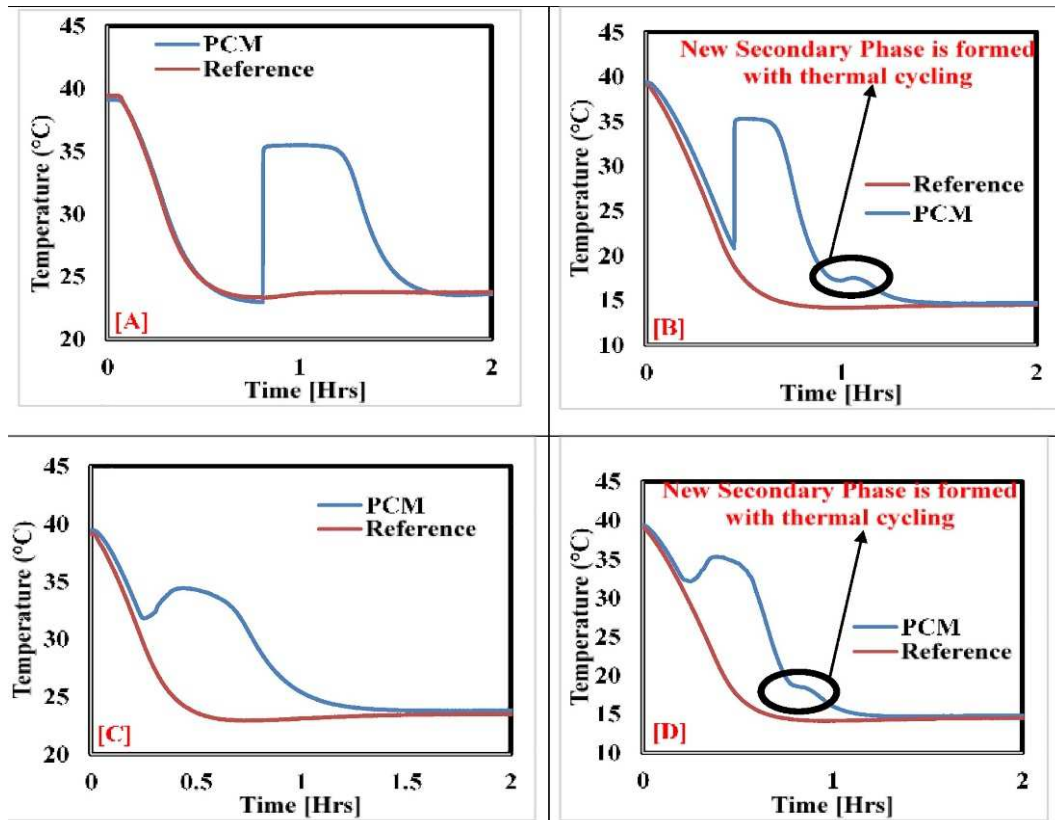 45
40
35
30
25
20
Temperature (°C)
PCM
Reference
[A]
0
1
2
Time [Hrs]
45
40
35
30
25
20
15
10
Temperature (°C)
New Secondary Phase is formed
with thermal cycling
Reference
PCM
[B]
0
1
2
Time [Hrs]
45
40
35
30
25
20
Temperature (°C)
PCM
Reference
[C]
0
0.5
1
1.5
2
Time [Hrs]
45
40
35
30
25
20
15
10
Temperature (°C)
New Secondary Phase is formed
with thermal cycling
PCM
Reference
[D]
0
1
2
Time [Hrs]